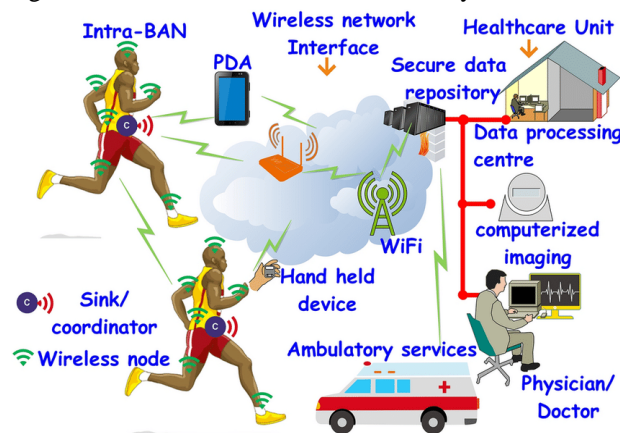 Intra-BAN
Wireless network
Interface
Healthcare Unit
PDA
Secure data
repository
Data processing
centre
WiFi
computerized
imaging
Hand held
device
C
C
C
Sink/
coordinator
Wireless node
Ambulatory services
Physician/
Doctor